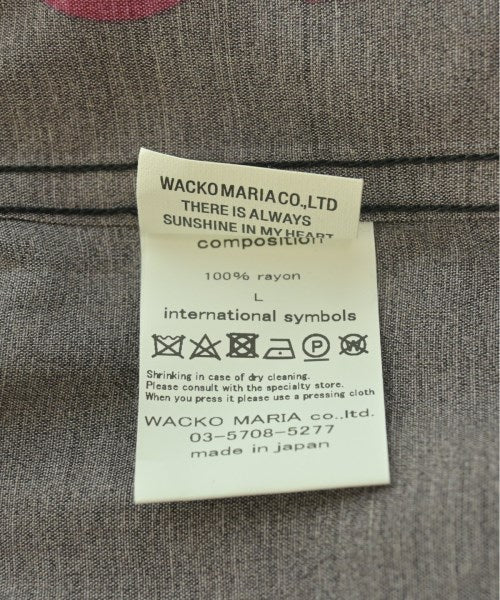 WACKO MARIA CO.,LTD
THERE IS ALWAYS
SUNSHINE IN MY HEART
composition
100% rayon
L
international symbols
P W
Shrinking in case of dry cleaning.
Please consult with the specialty store.
When you press it please use a pressing cloth
WACKO MARIA co.,ltd.
03-5708-5277
made in japan